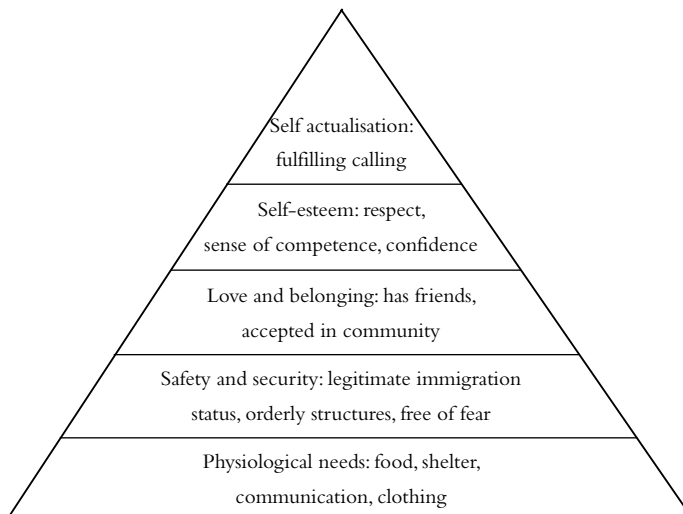 Self actualisation:
fulfilling calling
Self-esteem: respect,
sense of competence, confidence
Love and belonging: has friends,
accepted in community
Safety and security: legitimate immigration
status, orderly structures, free of fear
Physiological needs: food, shelter,
communication, clothing